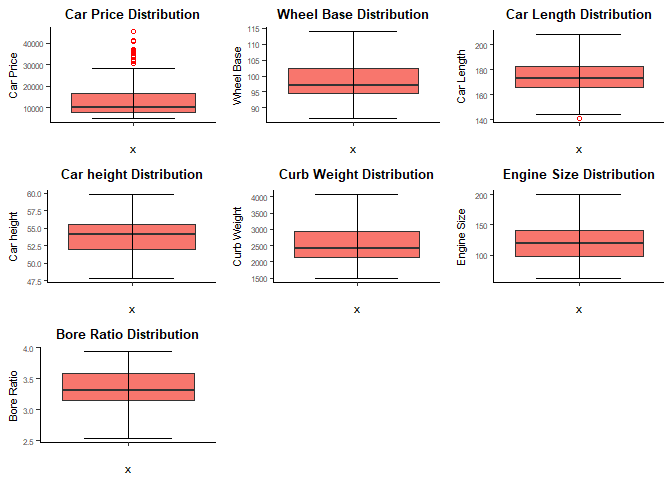 Car Price Distribution
Car Price
40000
30000
20000
10000
x
Wheel Base Distribution
Wheel Base
115
110
105
100
95
90
x
Car Length Distribution
Car Length
200
180
160
140
x
Car height Distribution
Car height
60.0
57.5
55.0
52.5
50.0
47.5
x
Curb Weight Distribution
Curb Weight
4000
3500
3000
2500
2000
1500
x
Engine Size Distribution
Engine Size
200
150
100
x
Bore Ratio Distribution
Bore Ratio
4.0
3.5
3.0
2.5
x